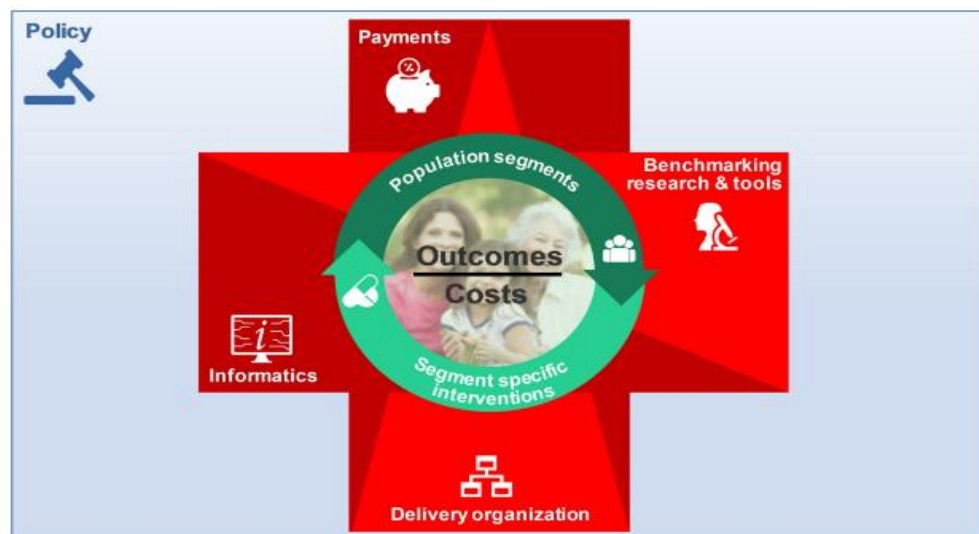 Policy
Payments
Population segments
Benchmarking
research & tools
Outcomes
Costs
Informatics
Segment specific
interventions
Delivery organization